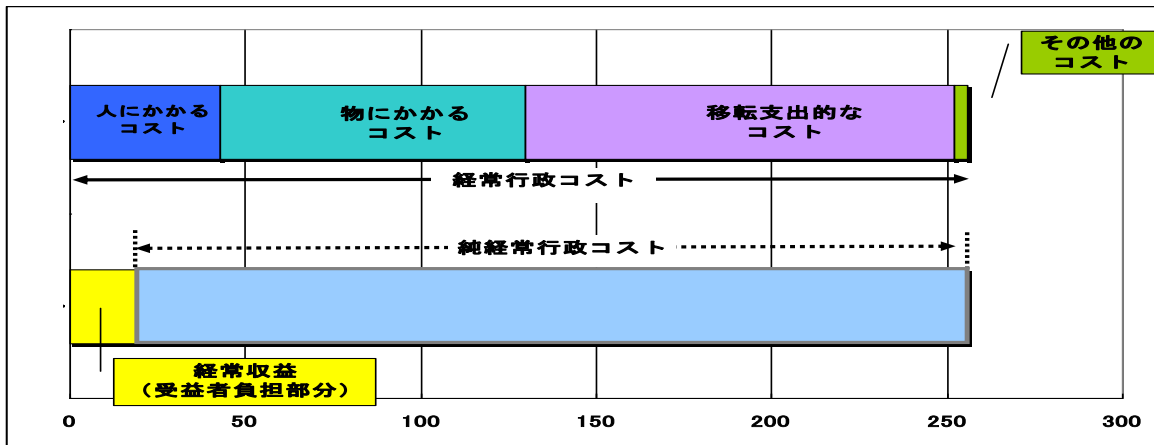 その他の
コスト
人にかかる
コスト
物にかかる
コスト
移転支出的な
コスト
経常行政コスト
純経常行政コスト
経常収益
（受益者負担部分）
0 50 100 150 200 250 300